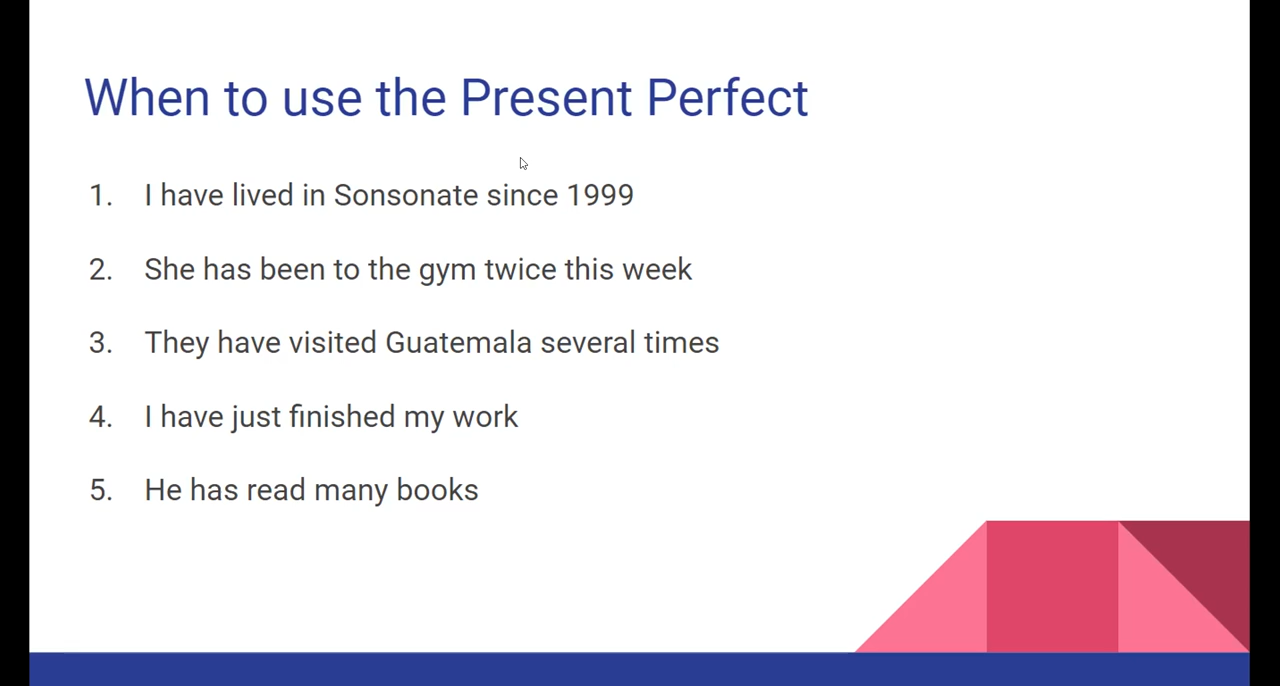 When to use the Present Perfect
1. I have lived in Sonsonate since 1999
2. She has been to the gym twice this week
3. They have visited Guatemala several times
4. I have just finished my work
5. He has read many books